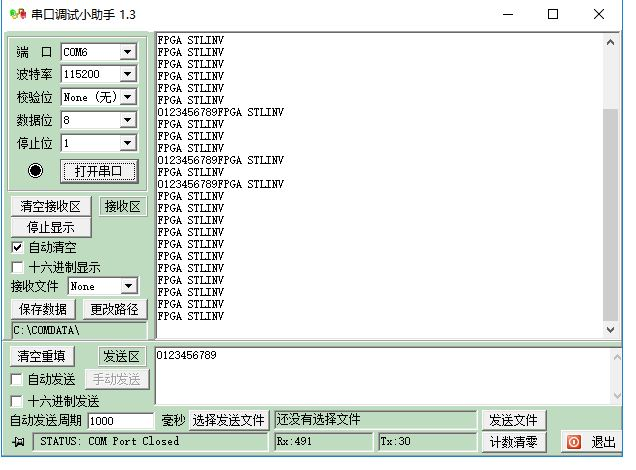 串口调试小助手 1.3
端 口 COM6
波特率 115200
校验位 None (无)
数据位 8
停止位 1
打开串口
清空接收区 接收区
停止显示
自动清空
十六进制显示
接收文件 None
保存数据 更改路径
C:\COMDATA\
FPGA STLINV
FPGA STLINV
FPGA STLINV
FPGA STLINV
FPGA STLINV
FPGA STLINV
0123456789FPGA STLINV
FPGA STLINV
FPGA STLINV
FPGA STLINV
0123456789FPGA STLINV
FPGA STLINV
0123456789FPGA STLINV
FPGA STLINV
FPGA STLINV
FPGA STLINV
FPGA STLINV
FPGA STLINV
FPGA STLINV
FPGA STLINV
FPGA STLINV
FPGA STLINV
FPGA STLINV
FPGA STLINV
清空重填 发送区
自动发送 手动发送
十六进制发送
0123456789
自动发送周期 1000 毫秒 选择发送文件 还没有选择文件 发送文件
STATUS: COM Port Closed Rx:491 Tx:30 计数清零 退出